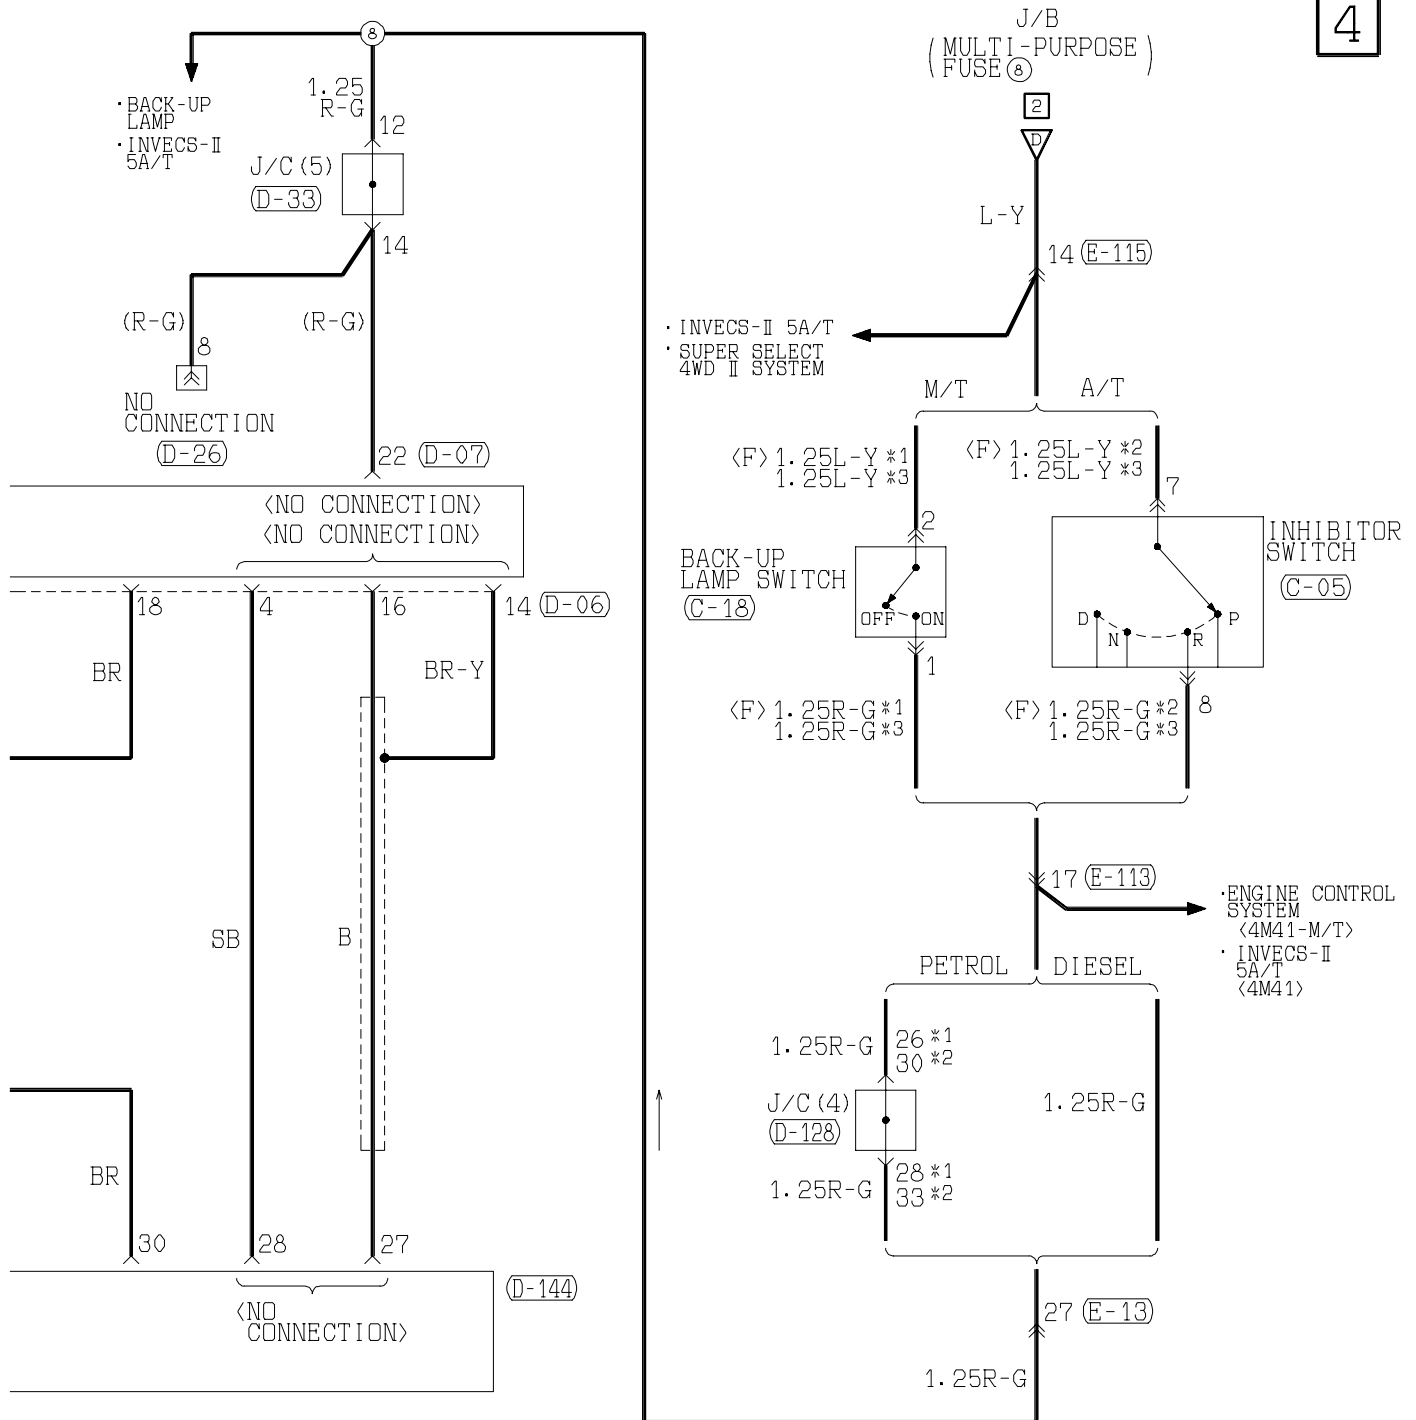 4
J/B
(MULTI-PURPOSE
FUSE ⑧)
2
D
L-Y
14 (E-115)
· INVECS-Ⅱ 5A/T
· SUPER SELECT
4WD Ⅱ SYSTEM
M/T
A/T
<F> 1.25L-Y *1
1.25L-Y *3
<F> 1.25L-Y *2
1.25L-Y *3
2
7
BACK-UP
LAMP SWITCH
(C-18)
OFF
ON
INHIBITOR
SWITCH
(C-05)
D
N
R
P
1
8
<F> 1.25R-G *1
1.25R-G *3
<F> 1.25R-G *2
1.25R-G *3
17 (E-113)
· ENGINE CONTROL
SYSTEM
<4M41-M/T>
· INVECS-Ⅱ
5A/T
<4M41>
PETROL
DIESEL
1.25R-G
26 *1
30 *2
J/C (4)
(D-128)
1.25R-G
28 *1
33 *2
1.25R-G
27 (E-13)
1.25R-G
8
· BACK-UP
LAMP
· INVECS-Ⅱ
5A/T
1.25
R-G
12
J/C (5)
(D-33)
14
(R-G)
(R-G)
8
NO
CONNECTION
(D-26)
22 (D-07)
<NO CONNECTION>
<NO CONNECTION>
18
4
16
14 (D-06)
BR
BR-Y
SB
B
BR
30
28
27
(D-144)
<NO
CONNECTION>